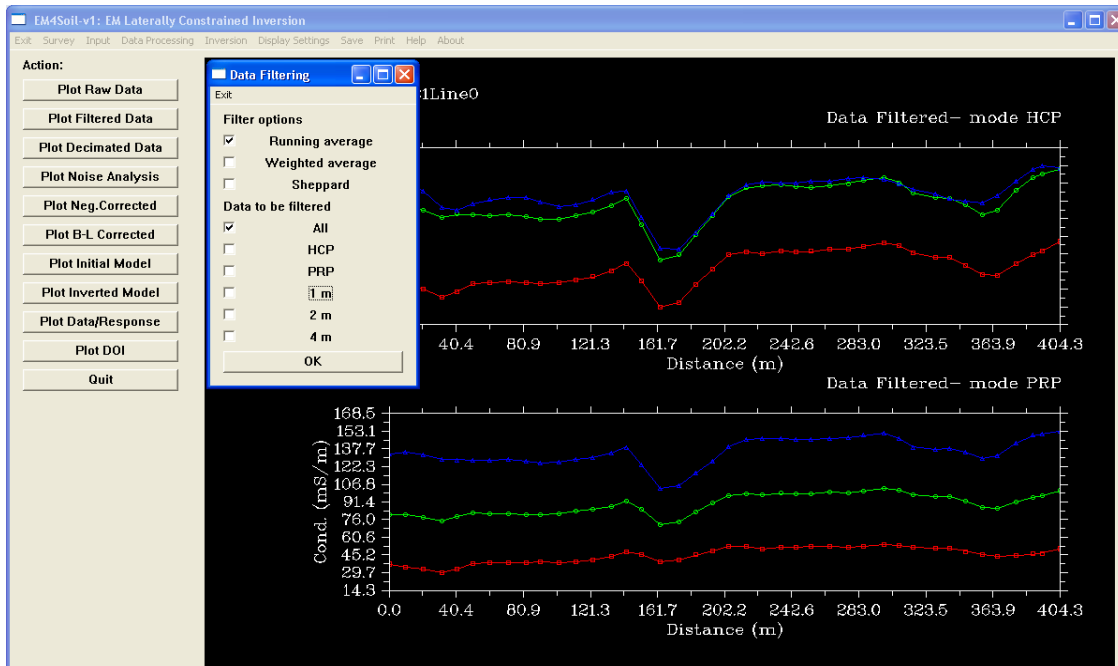 EM4Soil-v1: EM Laterally Constrained Inversion
Exit Survey Input Data Processing Inversion Display Settings Save Print Help About
Action:
Plot Raw Data
Plot Filtered Data
Plot Decimated Data
Plot Noise Analysis
Plot Neg.Corrected
Plot B-L Corrected
Plot Initial Model
Plot Inverted Model
Plot Data/Response
Plot DOI
Quit
Data Filtering
Exit
Filter options
Running average
Weighted average
Sheppard
Data to be filtered
All
HCP
PRP
1 m
2 m
4 m
OK
1Line0
Data Filtered- mode HCP
40.4 80.9 121.3 161.7 202.2 242.6 283.0 323.5 363.9 404.3
Distance (m)
Data Filtered- mode PRP
168.5
153.1
137.7
122.3
106.8
91.4
76.0
60.6
45.2
29.7
14.3
Cond. (mS/m)
0.0 40.4 80.9 121.3 161.7 202.2 242.6 283.0 323.5 363.9 404.3
Distance (m)